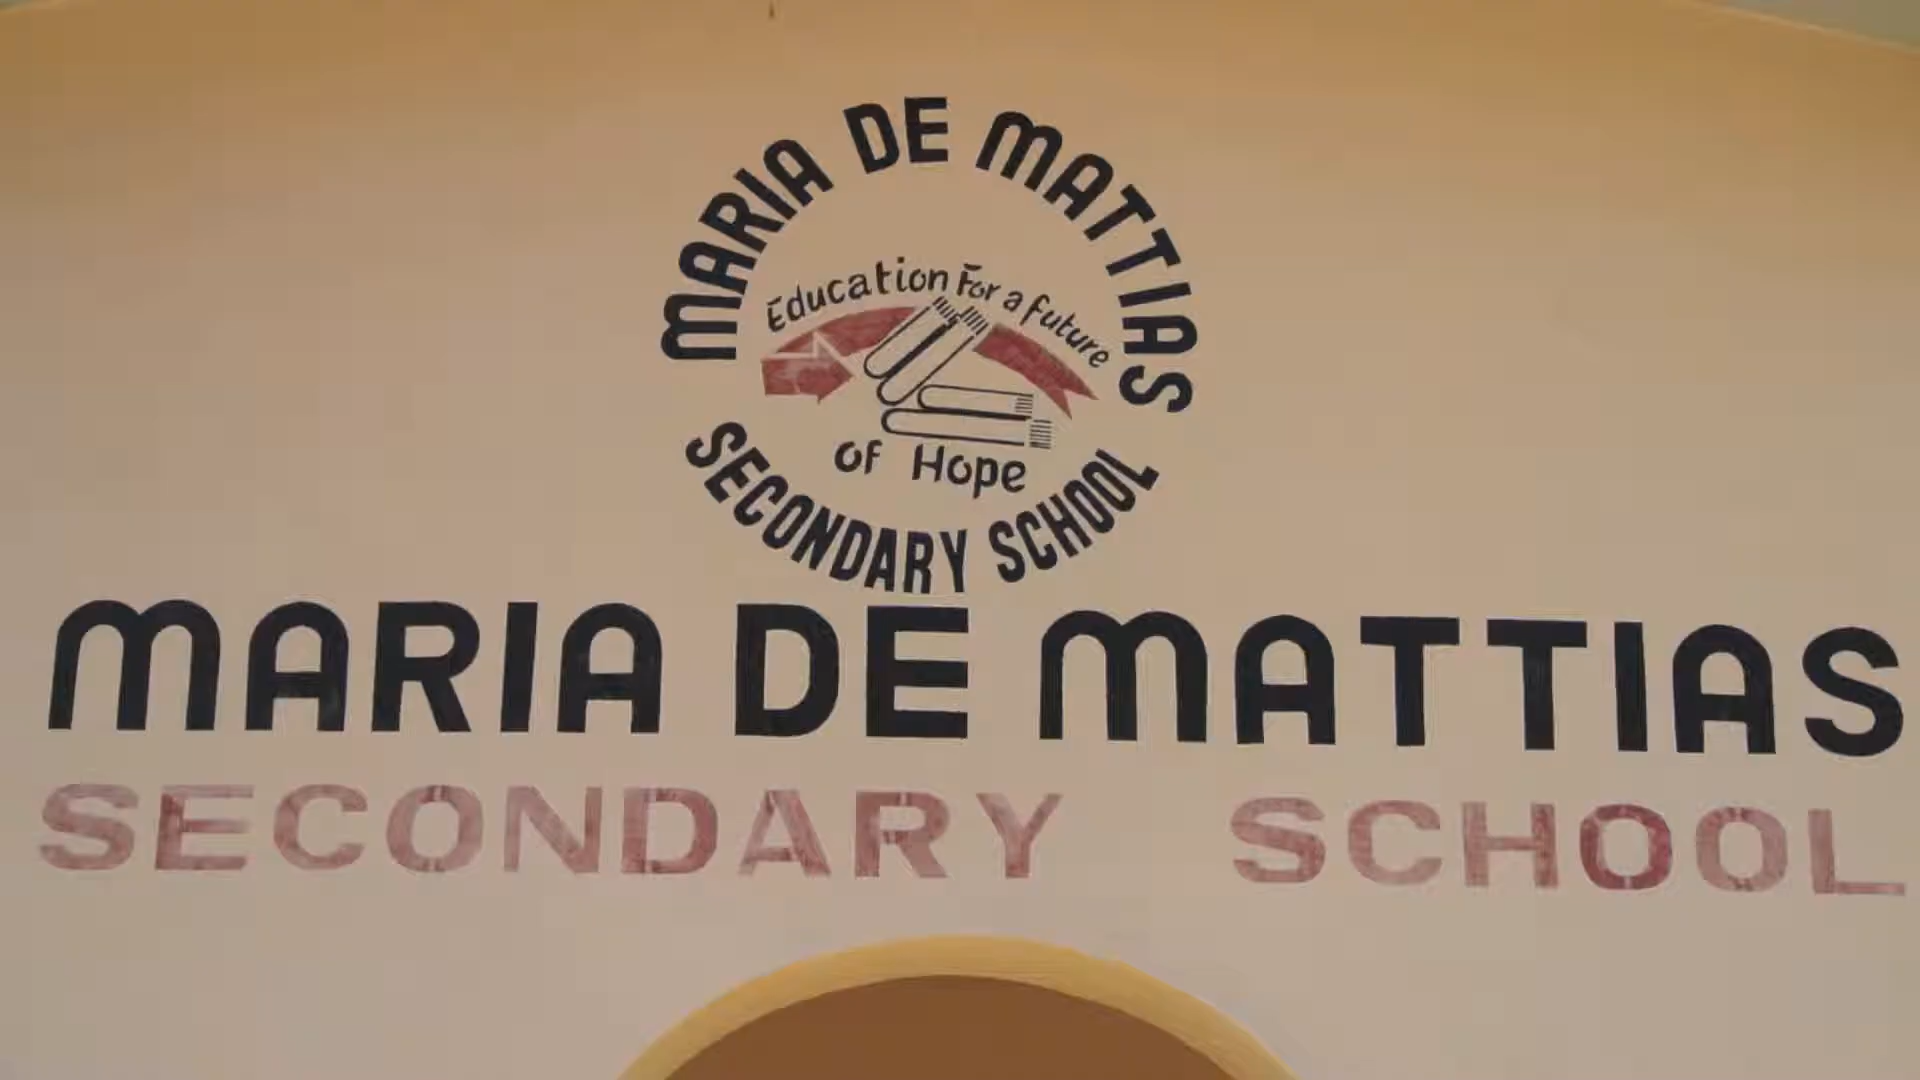 MARIA DE MATTIAS
Education For a future
of Hope
SECONDARY SCHOOL
MARIA DE MATTIAS
SECONDARY SCHOOL